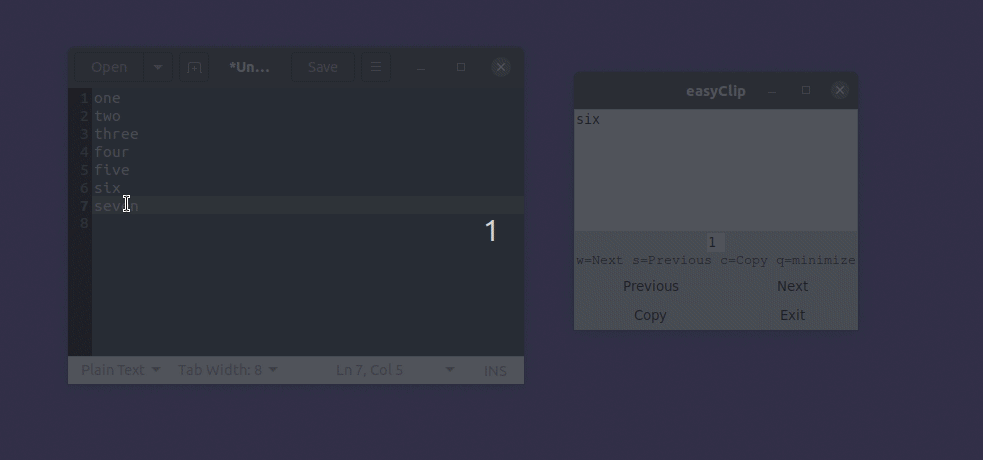 Open *Un... Save
1 one
2 two
3 three
4 four
5 five
6 six
7 seven
8
Plain Text Tab Width: 8 Ln 7, Col 5 INS
1
easyClip
six
1
w=Next s=Previous c=Copy q=minimize
Previous Next
Copy Exit